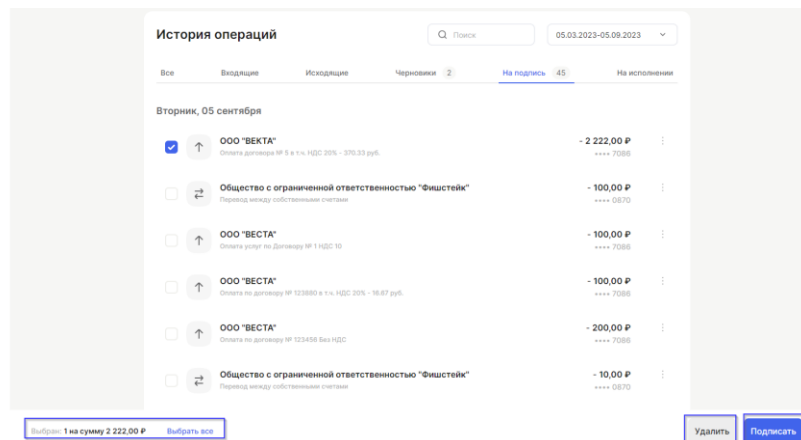 История операций
Поиск
05.03.2023-05.09.2023
Все Входящие Исходящие Черновики 2 На подпись 45 На исполнении
Вторник, 05 сентября
ООО "ВЕКТА" - 2 222,00 ₽
Оплата договора № 5 в т.ч. НДС 20% - 370.33 руб. •••• 7086
Общество с ограниченной ответственностью "Фишстейк" - 100,00 ₽
Перевод между собственными счетами •••• 0870
ООО "ВЕСТА" - 100,00 ₽
Оплата услуг по Договору № 1 НДС 10 •••• 7086
ООО "ВЕСТА" - 100,00 ₽
Оплата по договору № 123880 в т.ч. НДС 20% - 16.67 руб. •••• 7086
ООО "ВЕСТА" - 200,00 ₽
Оплата по договору № 123456 Без НДС •••• 7086
Общество с ограниченной ответственностью "Фишстейк" - 10,00 ₽
Перевод между собственными счетами •••• 0870
Выбран: 1 на сумму 2 222,00 ₽ Выбрать все Удалить Подписать